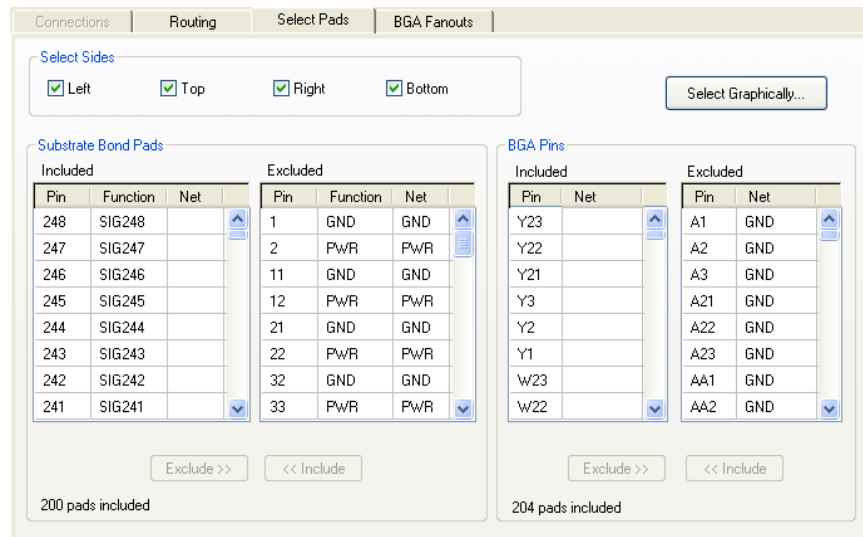 Connections Routing Select Pads BGA Fanouts
Select Sides
Left Top Right Bottom
Select Graphically...
Substrate Bond Pads
Included Excluded
Pin Function Net Pin Function Net
248 SIG248 1 GND GND
247 SIG247 2 PWR PWR
246 SIG246 11 GND GND
245 SIG245 12 PWR PWR
244 SIG244 21 GND GND
243 SIG243 22 PWR PWR
242 SIG242 32 GND GND
241 SIG241 33 PWR PWR
Exclude >> << Include
200 pads included
BGA Pins
Included Excluded
Pin Net Pin Net
Y23 A1 GND
Y22 A2 GND
Y21 A3 GND
Y3 A21 GND
Y2 A22 GND
Y1 A23 GND
W23 AA1 GND
W22 AA2 GND
Exclude >> << Include
204 pads included